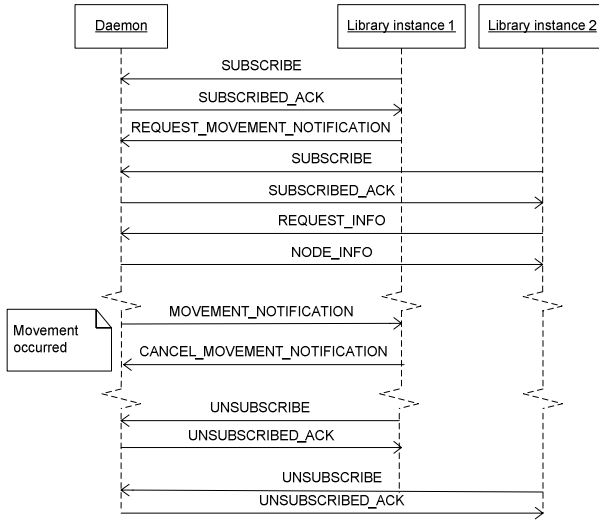 Daemon
Library instance 1
Library instance 2
SUBSCRIBE
SUBSCRIBED_ACK
REQUEST_MOVEMENT_NOTIFICATION
SUBSCRIBE
SUBSCRIBED_ACK
REQUEST_INFO
NODE_INFO
MOVEMENT_NOTIFICATION
Movement
occurred
CANCEL_MOVEMENT_NOTIFICATION
UNSUBSCRIBE
UNSUBSCRIBED_ACK
UNSUBSCRIBE
UNSUBSCRIBED_ACK